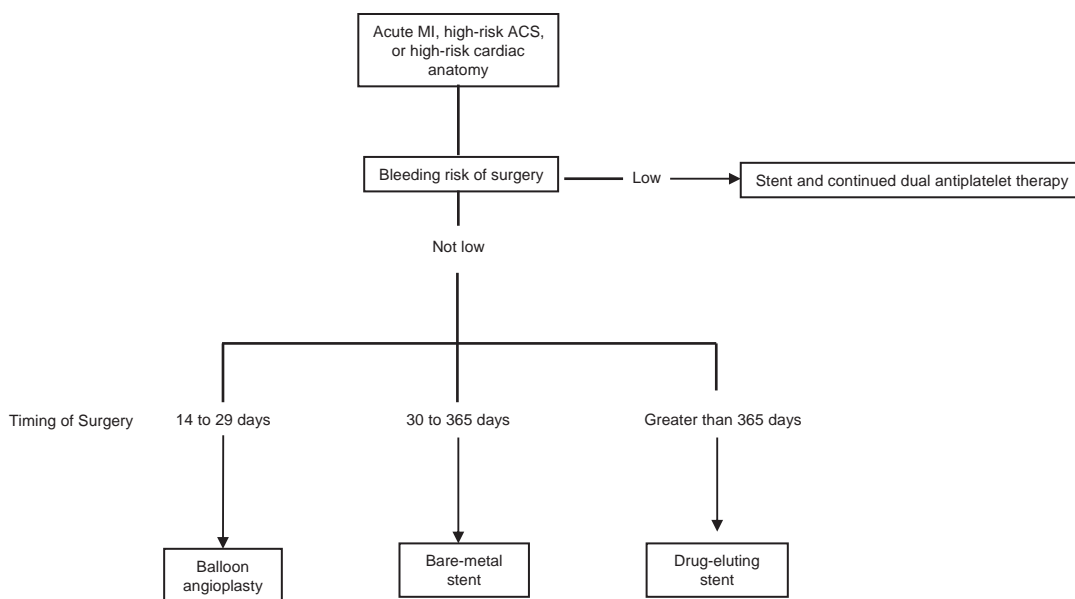 Acute MI, high-risk ACS,
or high-risk cardiac
anatomy
Bleeding risk of surgery
Low
Stent and continued dual antiplatelet therapy
Not low
Timing of Surgery
14 to 29 days
30 to 365 days
Greater than 365 days
Balloon
angioplasty
Bare-metal
stent
Drug-eluting
stent